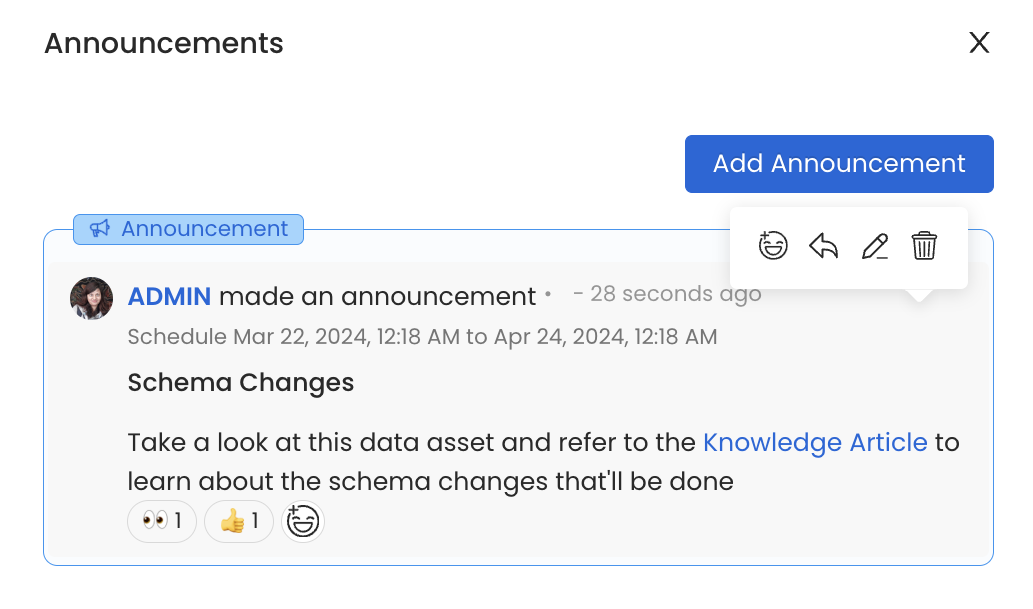 Announcements
X
Add Announcement
Announcement
ADMIN made an announcement • - 28 seconds ago
Schedule Mar 22, 2024, 12:18 AM to Apr 24, 2024, 12:18 AM
Schema Changes
Take a look at this data asset and refer to the Knowledge Article to
learn about the schema changes that'll be done
👀 1 👍 1